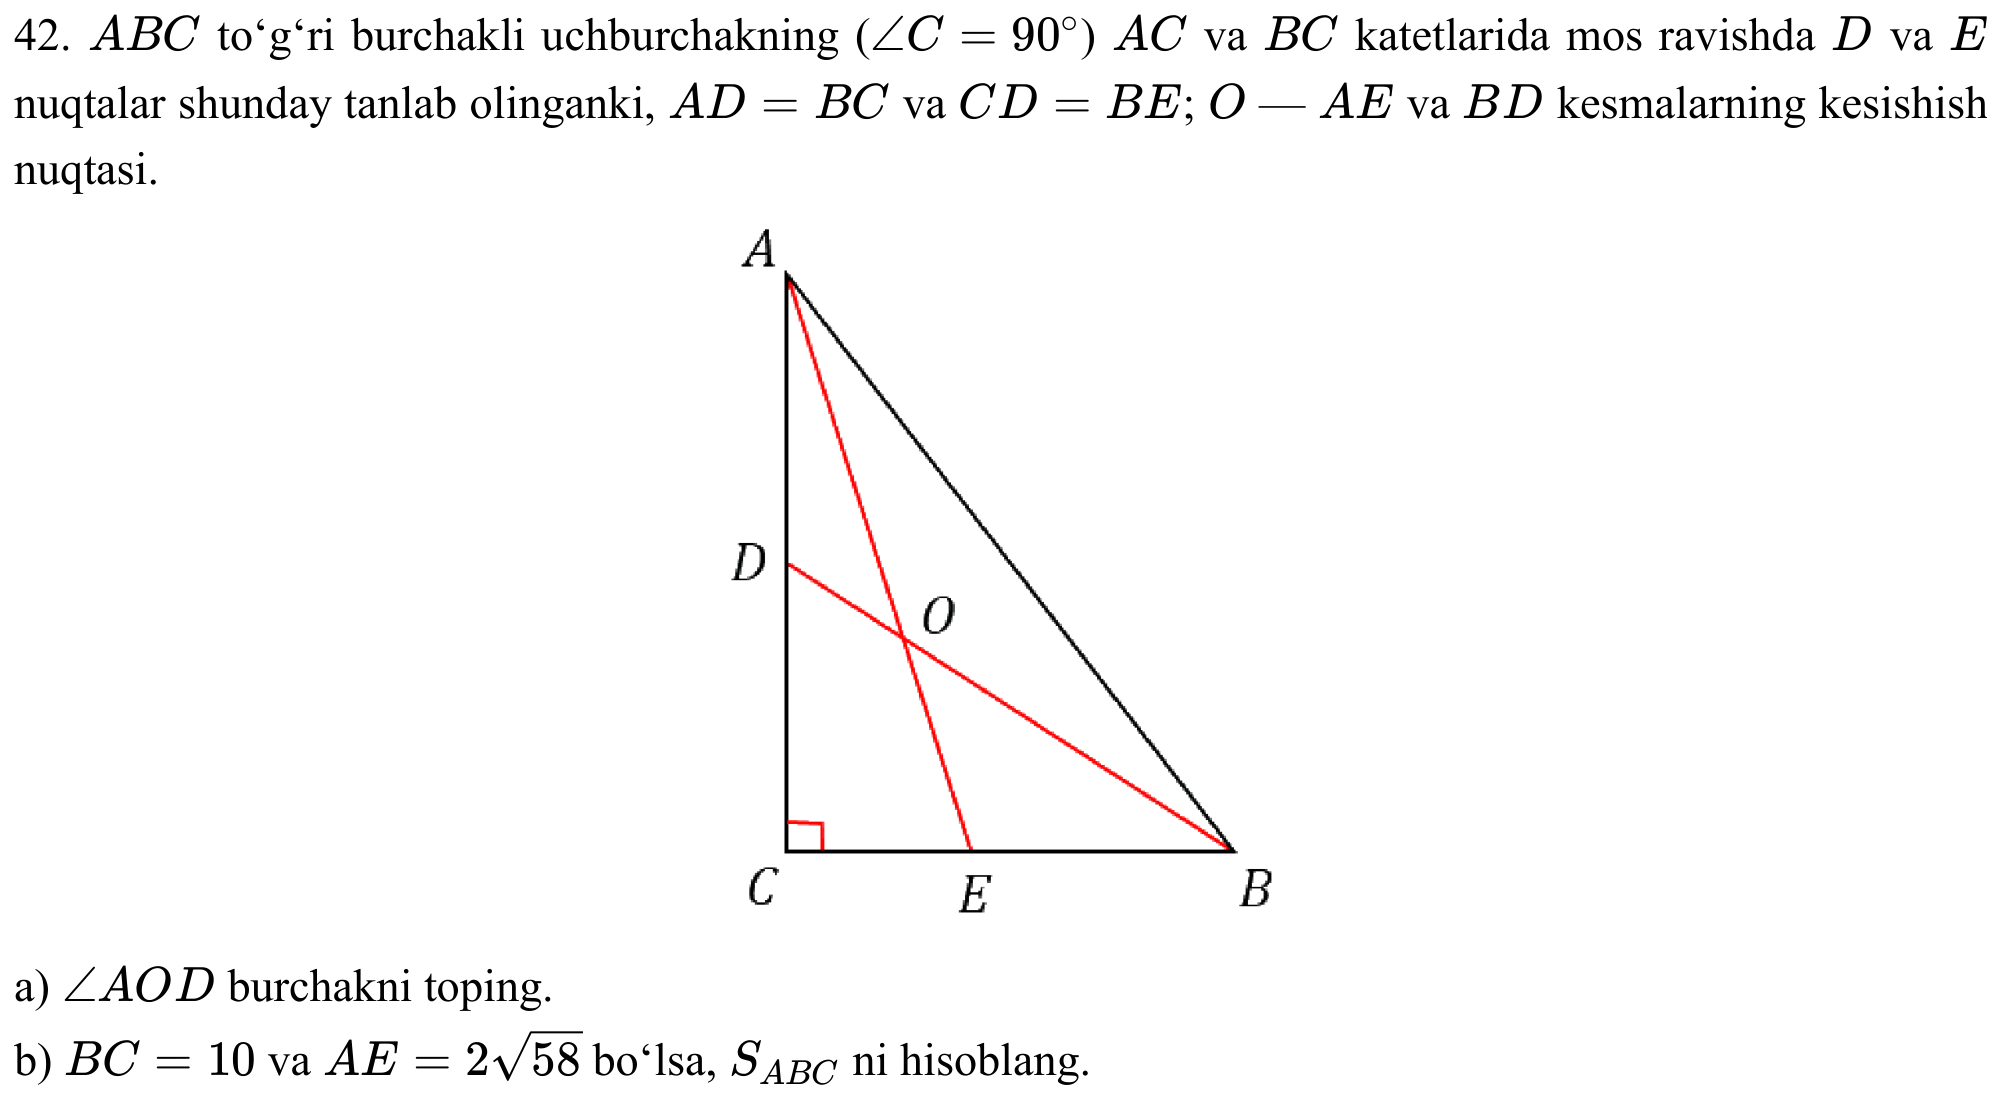 42. ABC to‘g‘ri burchakli uchburchakning (∠C = 90°) AC va BC katetlarida mos ravishda D va E
nuqtalar shunday tanlab olinganki, AD = BC va CD = BE; O — AE va BD kesmalarning kesishish
nuqtasi.
A
D
O
C
E
B
a) ∠AOD burchakni toping.
b) BC = 10 va AE = 2√58 bo‘lsa, S_{ABC} ni hisoblang.